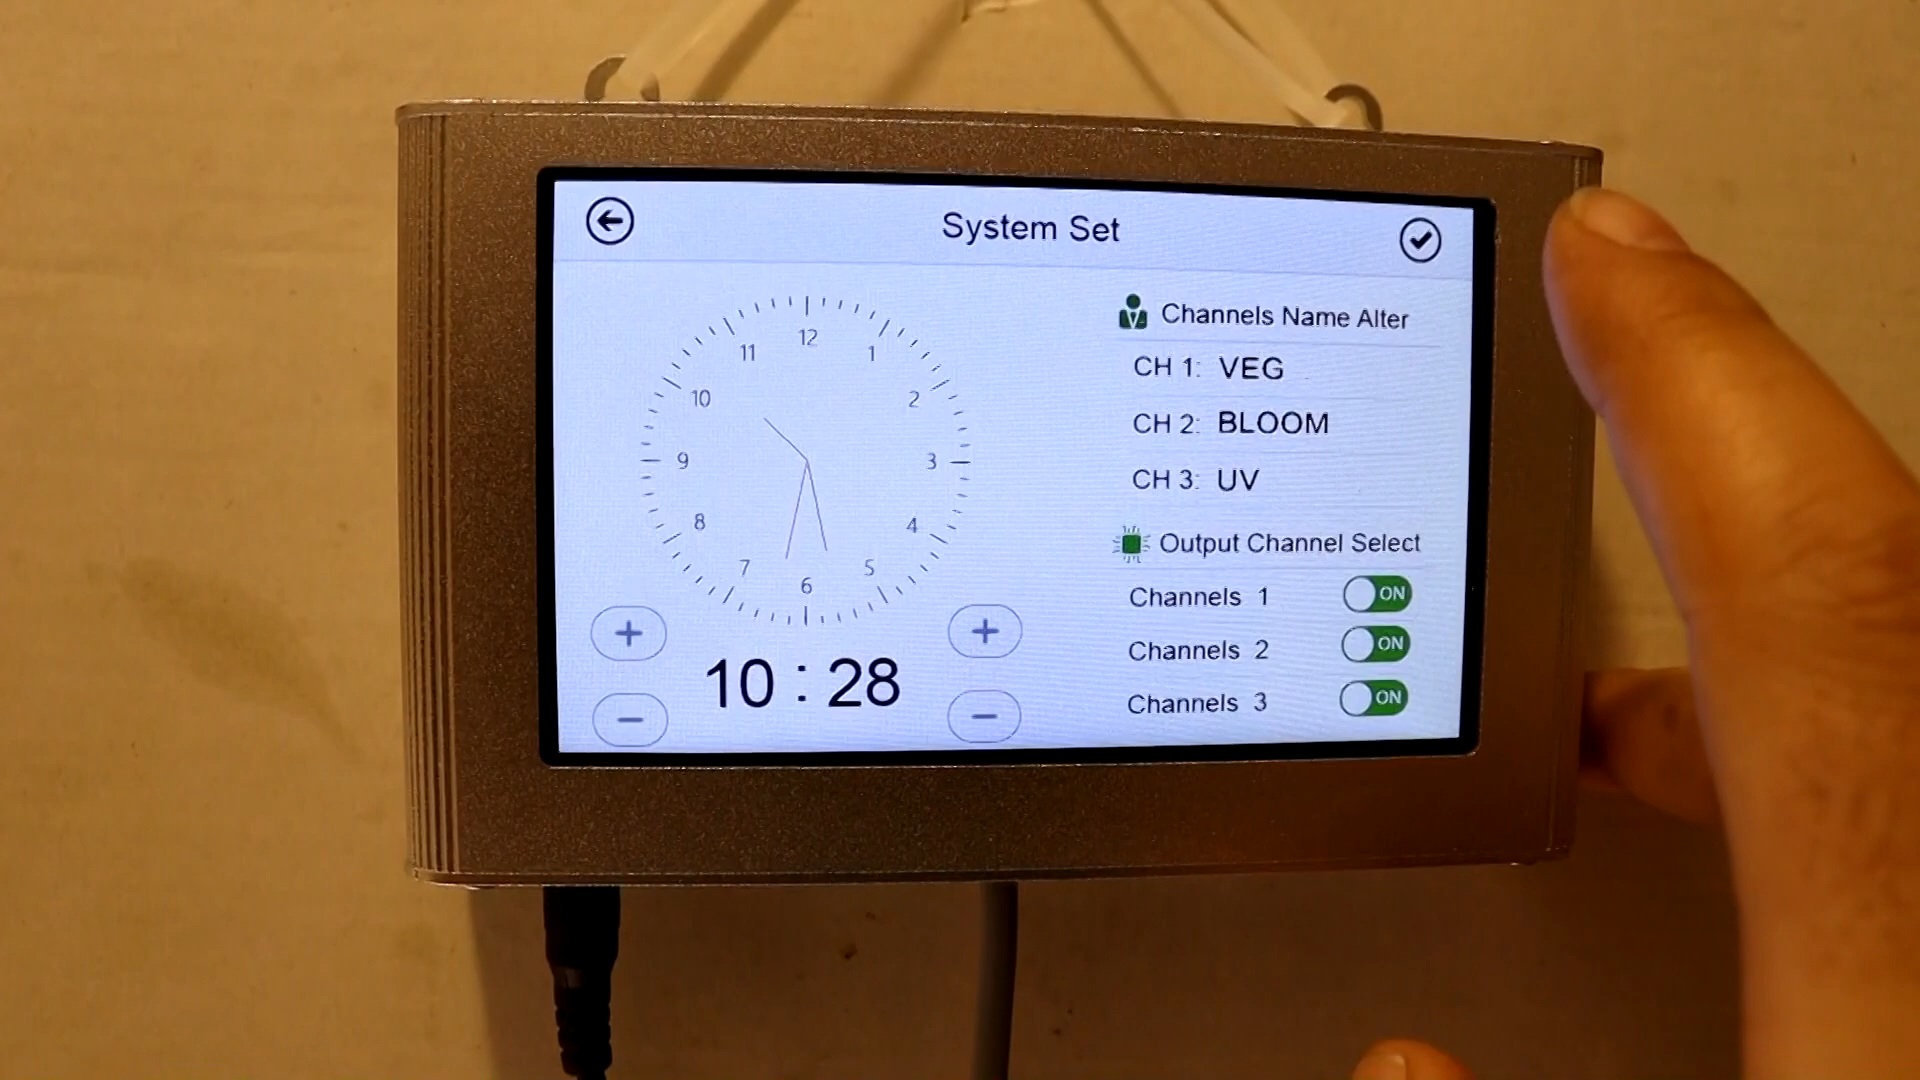 System Set
12
11
1
10
2
9
3
8
4
7
5
6
+
+
10 : 28
−
−
Channels Name Alter
CH 1: VEG
CH 2: BLOOM
CH 3: UV
Output Channel Select
Channels 1 ON
Channels 2 ON
Channels 3 ON